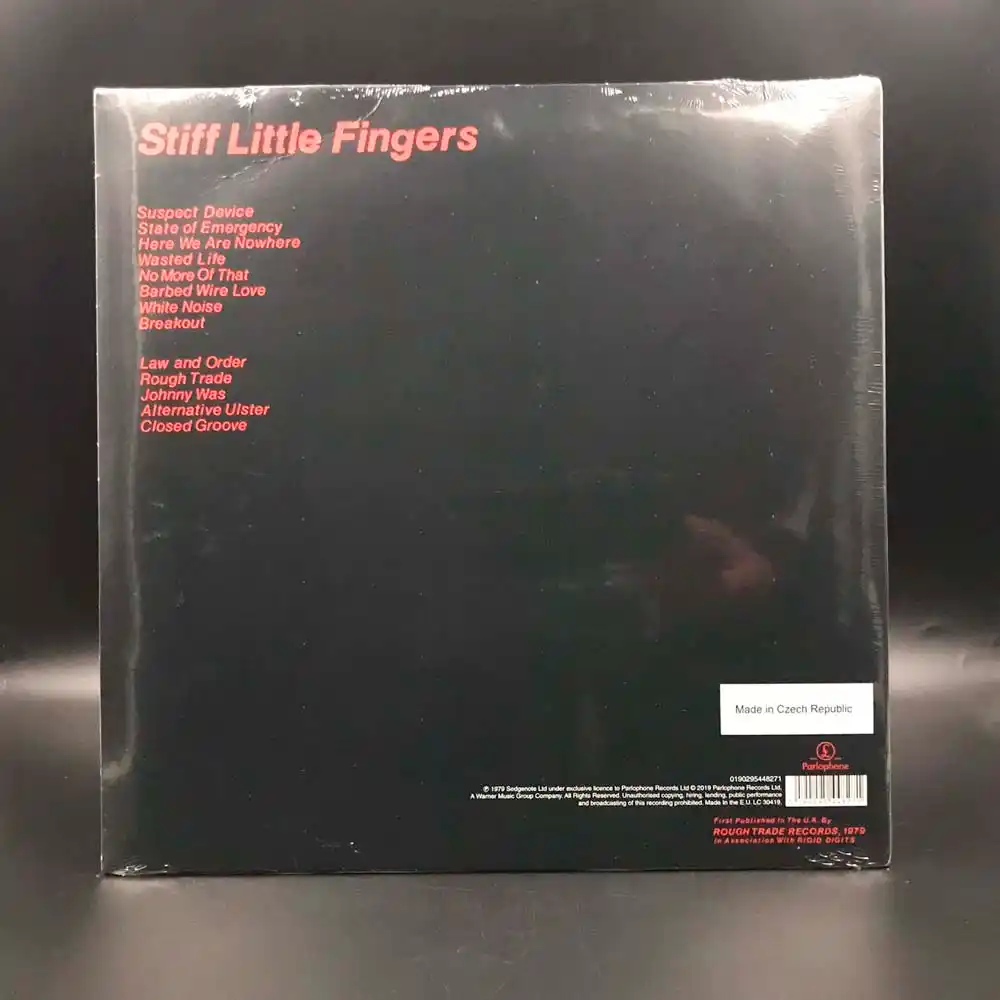 Stiff Little Fingers
Suspect Device
State of Emergency
Here We Are Nowhere
Wasted Life
No More Of That
Barbed Wire Love
White Noise
Breakout
Law and Order
Rough Trade
Johnny Was
Alternative Ulster
Closed Groove
Made in Czech Republic
£
Parlophone
0190295448271
℗ 1979 Sedgenote Ltd under exclusive licence to Parlophone Records Ltd © 2019 Parlophone Records Ltd,
A Warner Music Group Company. All Rights Reserved. Unauthorised copying, hiring, lending, public performance
and broadcasting of this recording prohibited. Made in the E.U. LC 30419.
First Published In The U.K. By
ROUGH TRADE RECORDS, 1979
In Association With RIGID DIGITS